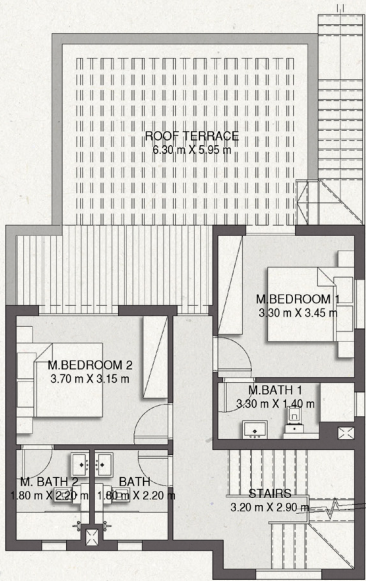 ROOF TERRACE
6.30 m X 5.95 m
M.BEDROOM 1
3.30 m X 3.45 m
M.BEDROOM 2
3.70 m X 3.15 m
M.BATH 1
3.30 m X 1.40 m
M. BATH 2
1.80 m X 2.20 m
BATH
1.80 m X 2.20 m
STAIRS
3.20 m X 2.90 m